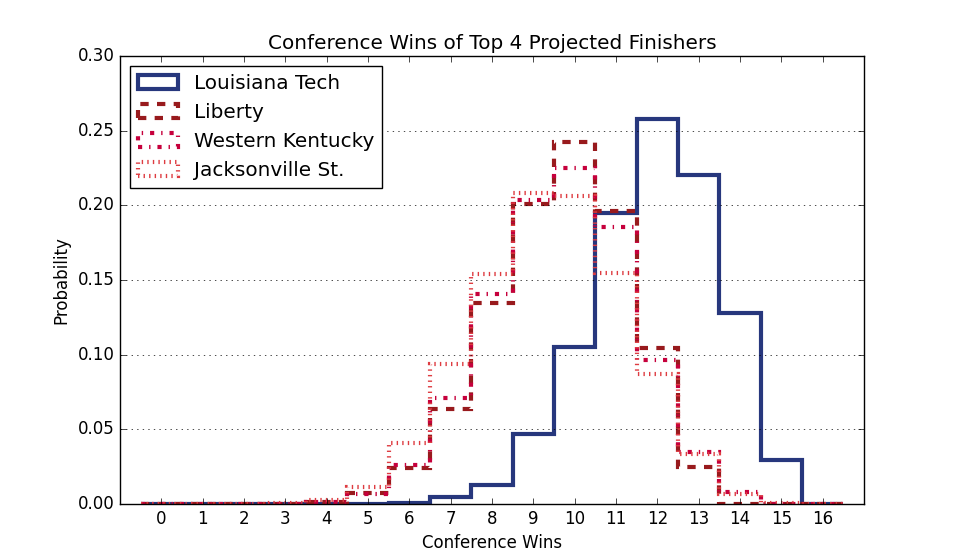 Conference Wins of Top 4 Projected Finishers
Louisiana Tech
Liberty
Western Kentucky
Jacksonville St.
0.30
0.25
0.20
0.15
0.10
0.05
0.00
Probability
0 1 2 3 4 5 6 7 8 9 10 11 12 13 14 15 16
Conference Wins